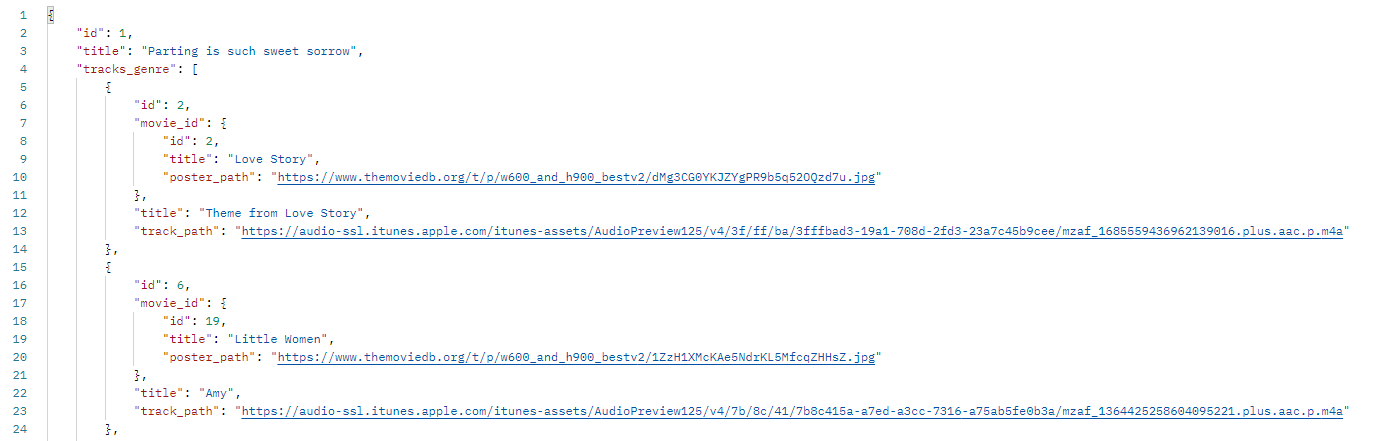 1 {
2 "id": 1,
3 "title": "Parting is such sweet sorrow",
4 "tracks_genre": [
5 {
6 "id": 2,
7 "movie_id": {
8 "id": 2,
9 "title": "Love Story",
10 "poster_path": "https://www.themoviedb.org/t/p/w600_and_h900_bestv2/dMg3CG0YKJZYgPR9b5q52OQzd7u.jpg"
11 },
12 "title": "Theme from Love Story",
13 "track_path": "https://audio-ssl.itunes.apple.com/itunes-assets/AudioPreview125/v4/3f/ff/ba/3fffbad3-19a1-708d-2fd3-23a7c45b9cee/mzaf_1685559436962139016.plus.aac.p.m4a"
14 },
15 {
16 "id": 6,
17 "movie_id": {
18 "id": 19,
19 "title": "Little Women",
20 "poster_path": "https://www.themoviedb.org/t/p/w600_and_h900_bestv2/1ZzH1XMcKAe5NdrKL5MfcqZHHsZ.jpg"
21 },
22 "title": "Amy",
23 "track_path": "https://audio-ssl.itunes.apple.com/itunes-assets/AudioPreview125/v4/7b/8c/41/7b8c415a-a7ed-a3cc-7316-a75ab5fe0b3a/mzaf_1364425258604095221.plus.aac.p.m4a"
24 },